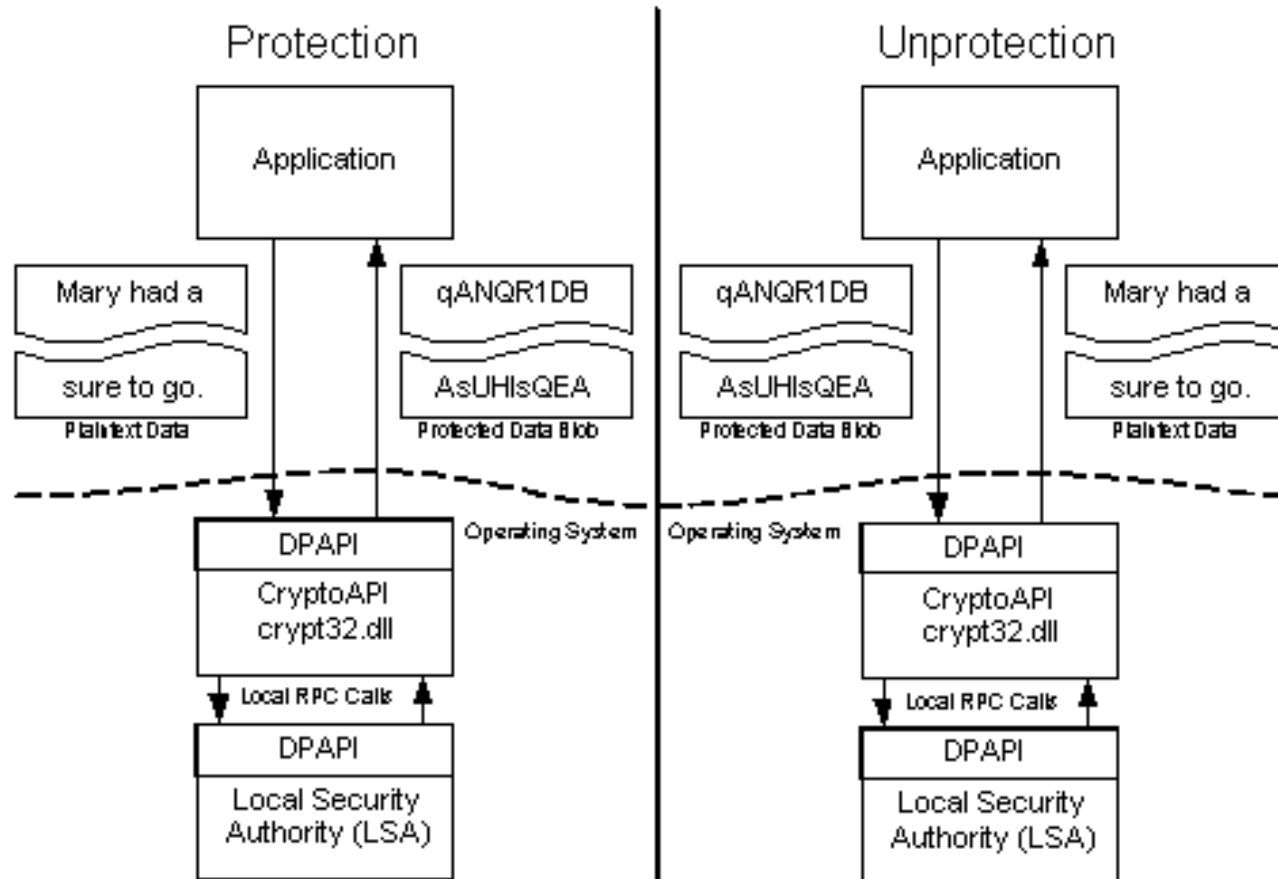 Protection
Application
Mary had a
sure to go.
Plaintext Data
qANQR1DB
AsUHIsQEA
Protected Data Blob
Operating System
DPAPI
CryptoAPI
crypt32.dll
Local RPC Calls
DPAPI
Local Security
Authority (LSA)
Unprotection
Application
qANQR1DB
AsUHIsQEA
Protected Data Blob
Mary had a
sure to go.
Plaintext Data
Operating System
DPAPI
CryptoAPI
crypt32.dll
Local RPC Calls
DPAPI
Local Security
Authority (LSA)